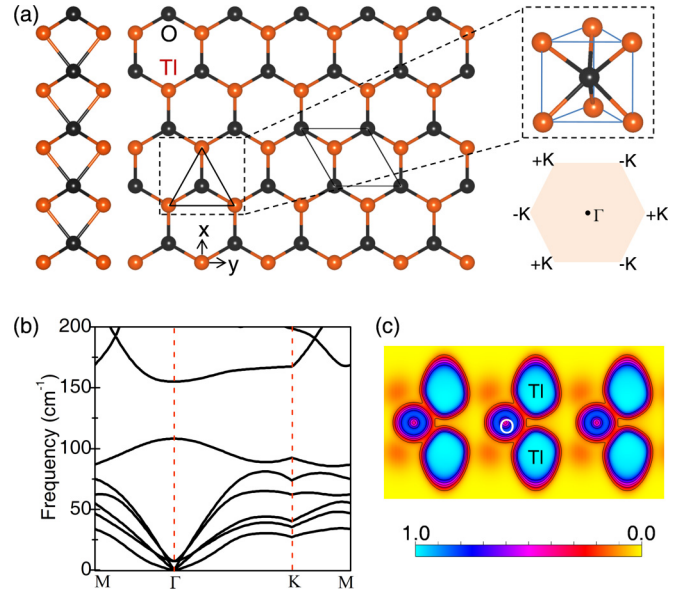 (a)
O
Tl
x
y
+K
-K
-K
Γ
+K
+K
-K
(b)
200
150
100
50
0
Frequency (cm⁻¹)
M
Γ
K
M
(c)
Tl
O
Tl
1.0
0.0